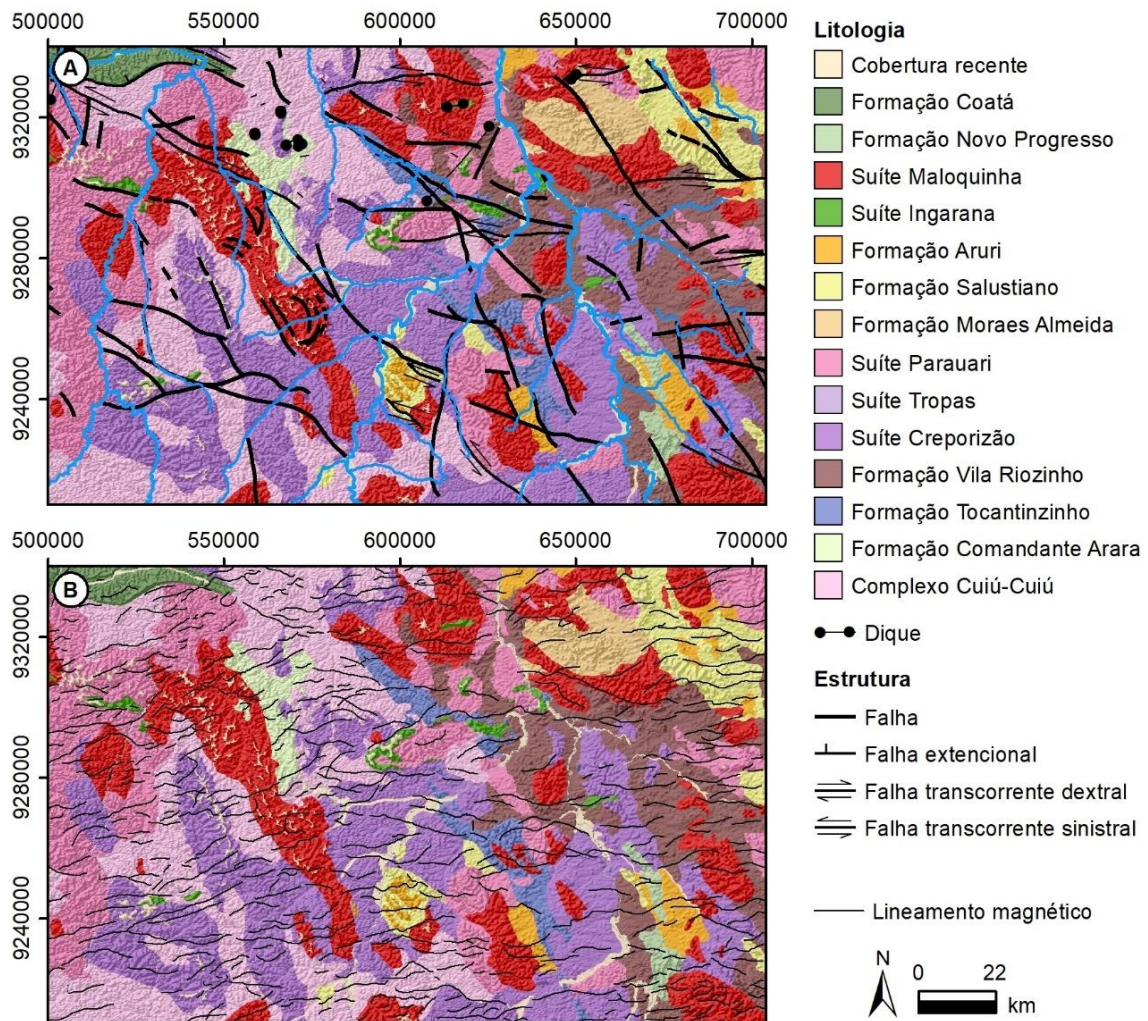 500000 550000 600000 6500000 700000
A
9320000
9280000
9240000
500000 550000 600000 6500000 700000
B
9320000
9280000
9240000
Litologia
Cobertura recente
Formação Coatá
Formação Novo Progresso
Suíte Maloquinha
Suíte Ingarana
Formação Aruri
Formação Salustiano
Formação Moraes Almeida
Suíte Parauari
Suíte Tropas
Suíte Creporizão
Formação Vila Riozinho
Formação Tocantinzinho
Formação Comandante Arara
Complexo Cuiú-Cuiú
Dique
Estrutura
Falha
Falha extencional
Falha transcorrente dextral
Falha transcorrente sinistral
Lineamento magnético
N
0 22
km